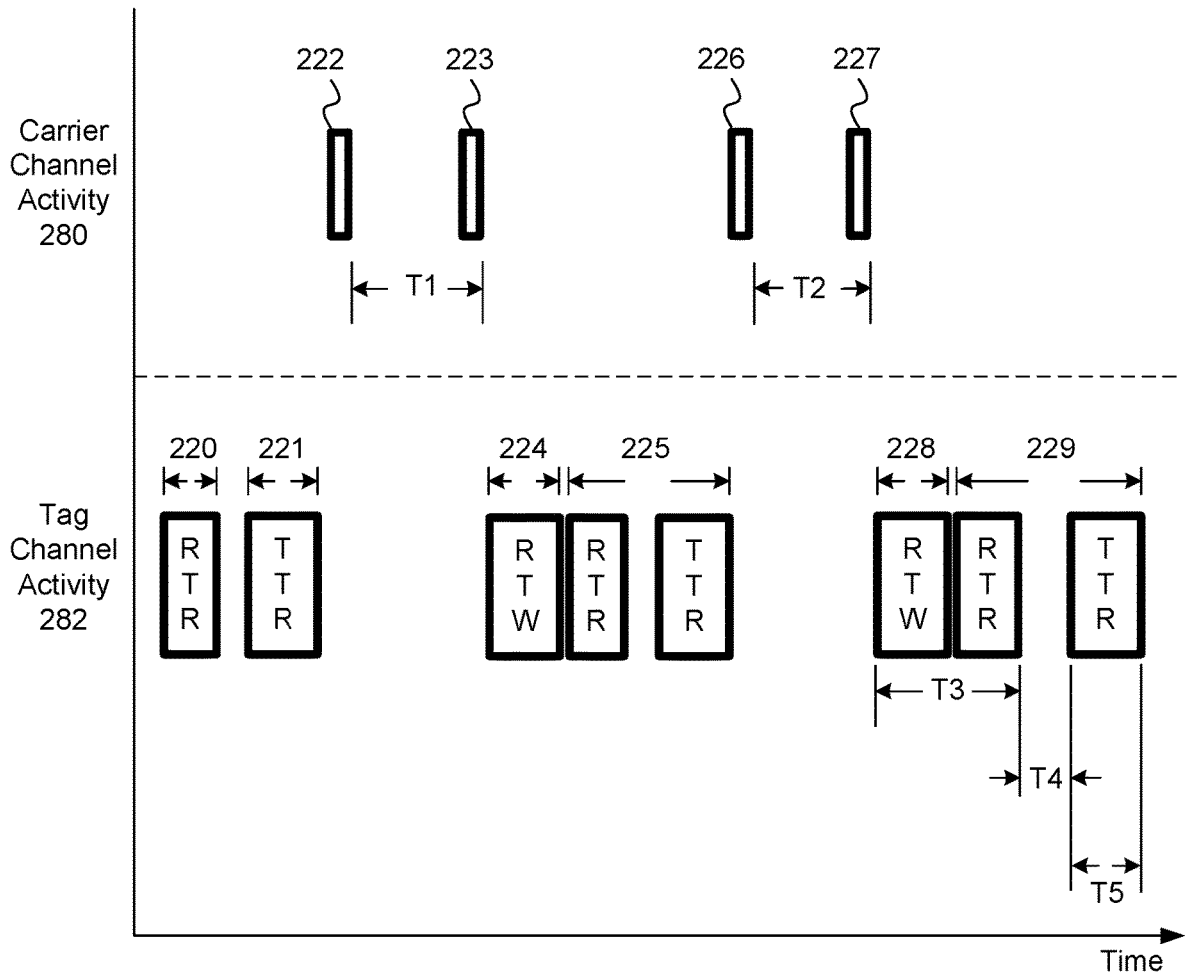 222
223
226
227
Carrier
Channel
Activity
280
T1
T2
220
221
224
225
228
229
Tag
Channel
Activity
282
R
T
R
T
T
R
R
T
W
R
T
R
T
T
R
R
T
W
R
T
R
T
T
R
T3
T4
T5
Time